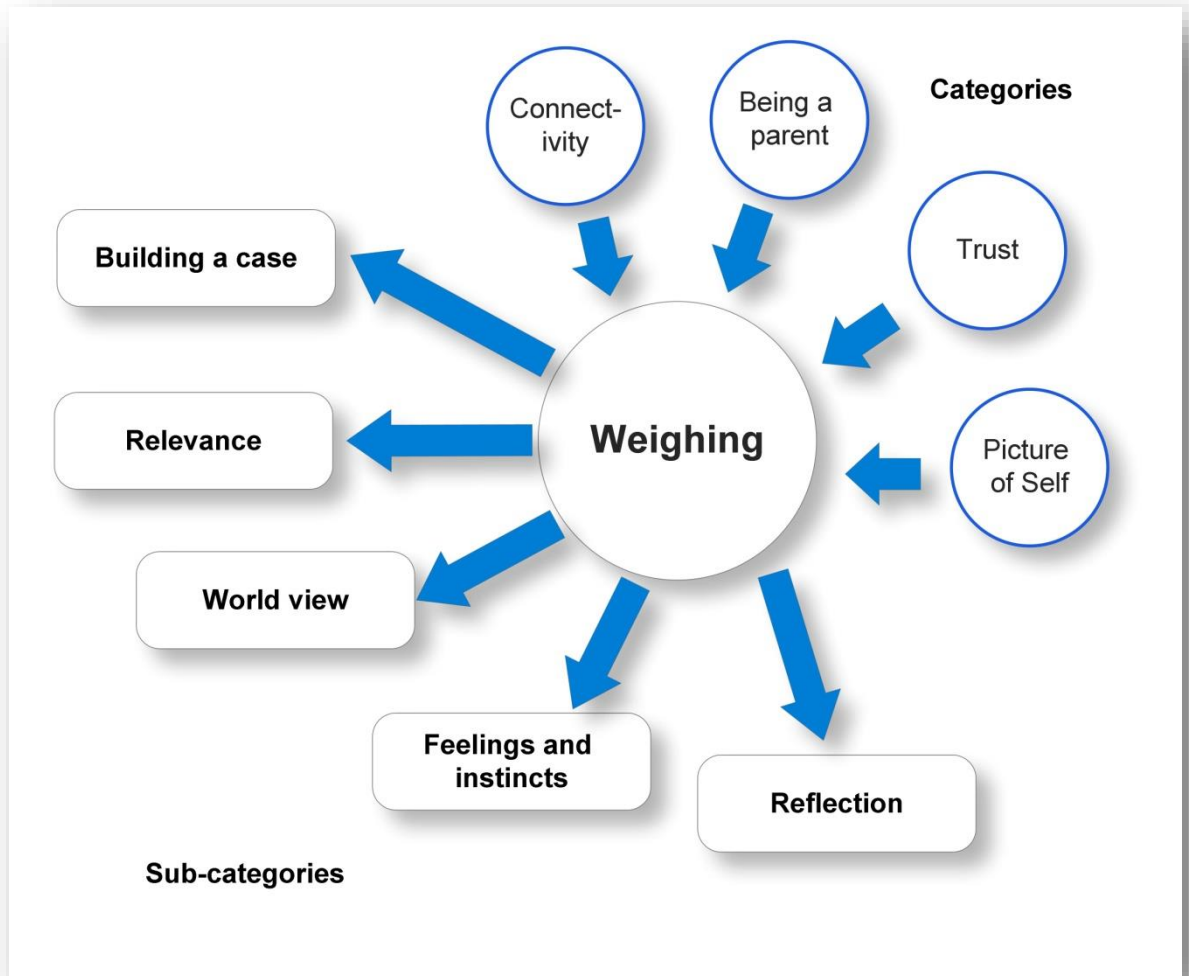 Connect-
ivity
Being a
parent
Categories
Trust
Building a case
Relevance
Weighing
Picture
of Self
World view
Feelings and
instincts
Reflection
Sub-categories